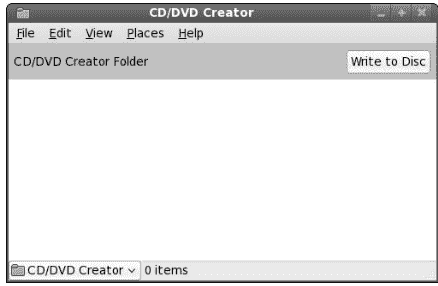 CD/DVD Creator
File Edit View Places Help
CD/DVD Creator Folder Write to Disc
CD/DVD Creator 0 items